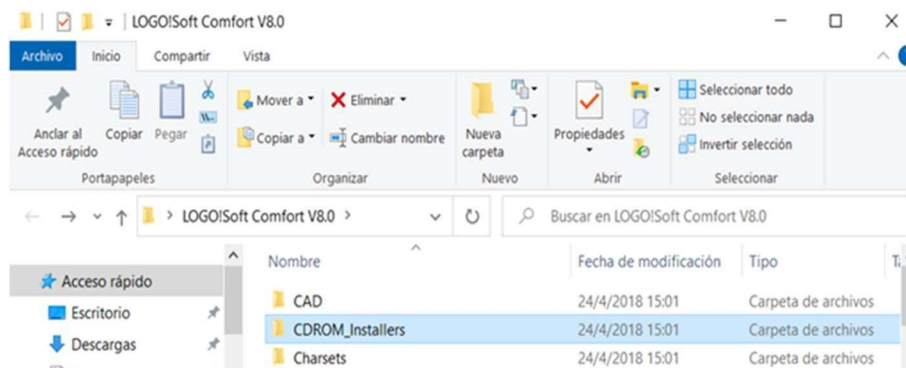 LOGO!Soft Comfort V8.0
Archivo Inicio Compartir Vista
Anclar al Acceso rápido
Copiar
Pegar
Portapapeles
Mover a
Copiar a
Eliminar
Cambiar nombre
Organizar
Nueva carpeta
Nuevo
Propiedades
Abrir
Seleccionar todo
No seleccionar nada
Invertir selección
Seleccionar
LOGO!Soft Comfort V8.0
Buscar en LOGO!Soft Comfort V8.0
Acceso rápido
Escritorio
Descargas
Nombre Fecha de modificación Tipo
CAD 24/4/2018 15:01 Carpeta de archivos
CDROM_Installers 24/4/2018 15:01 Carpeta de archivos
Charsets 24/4/2018 15:01 Carpeta de archivos